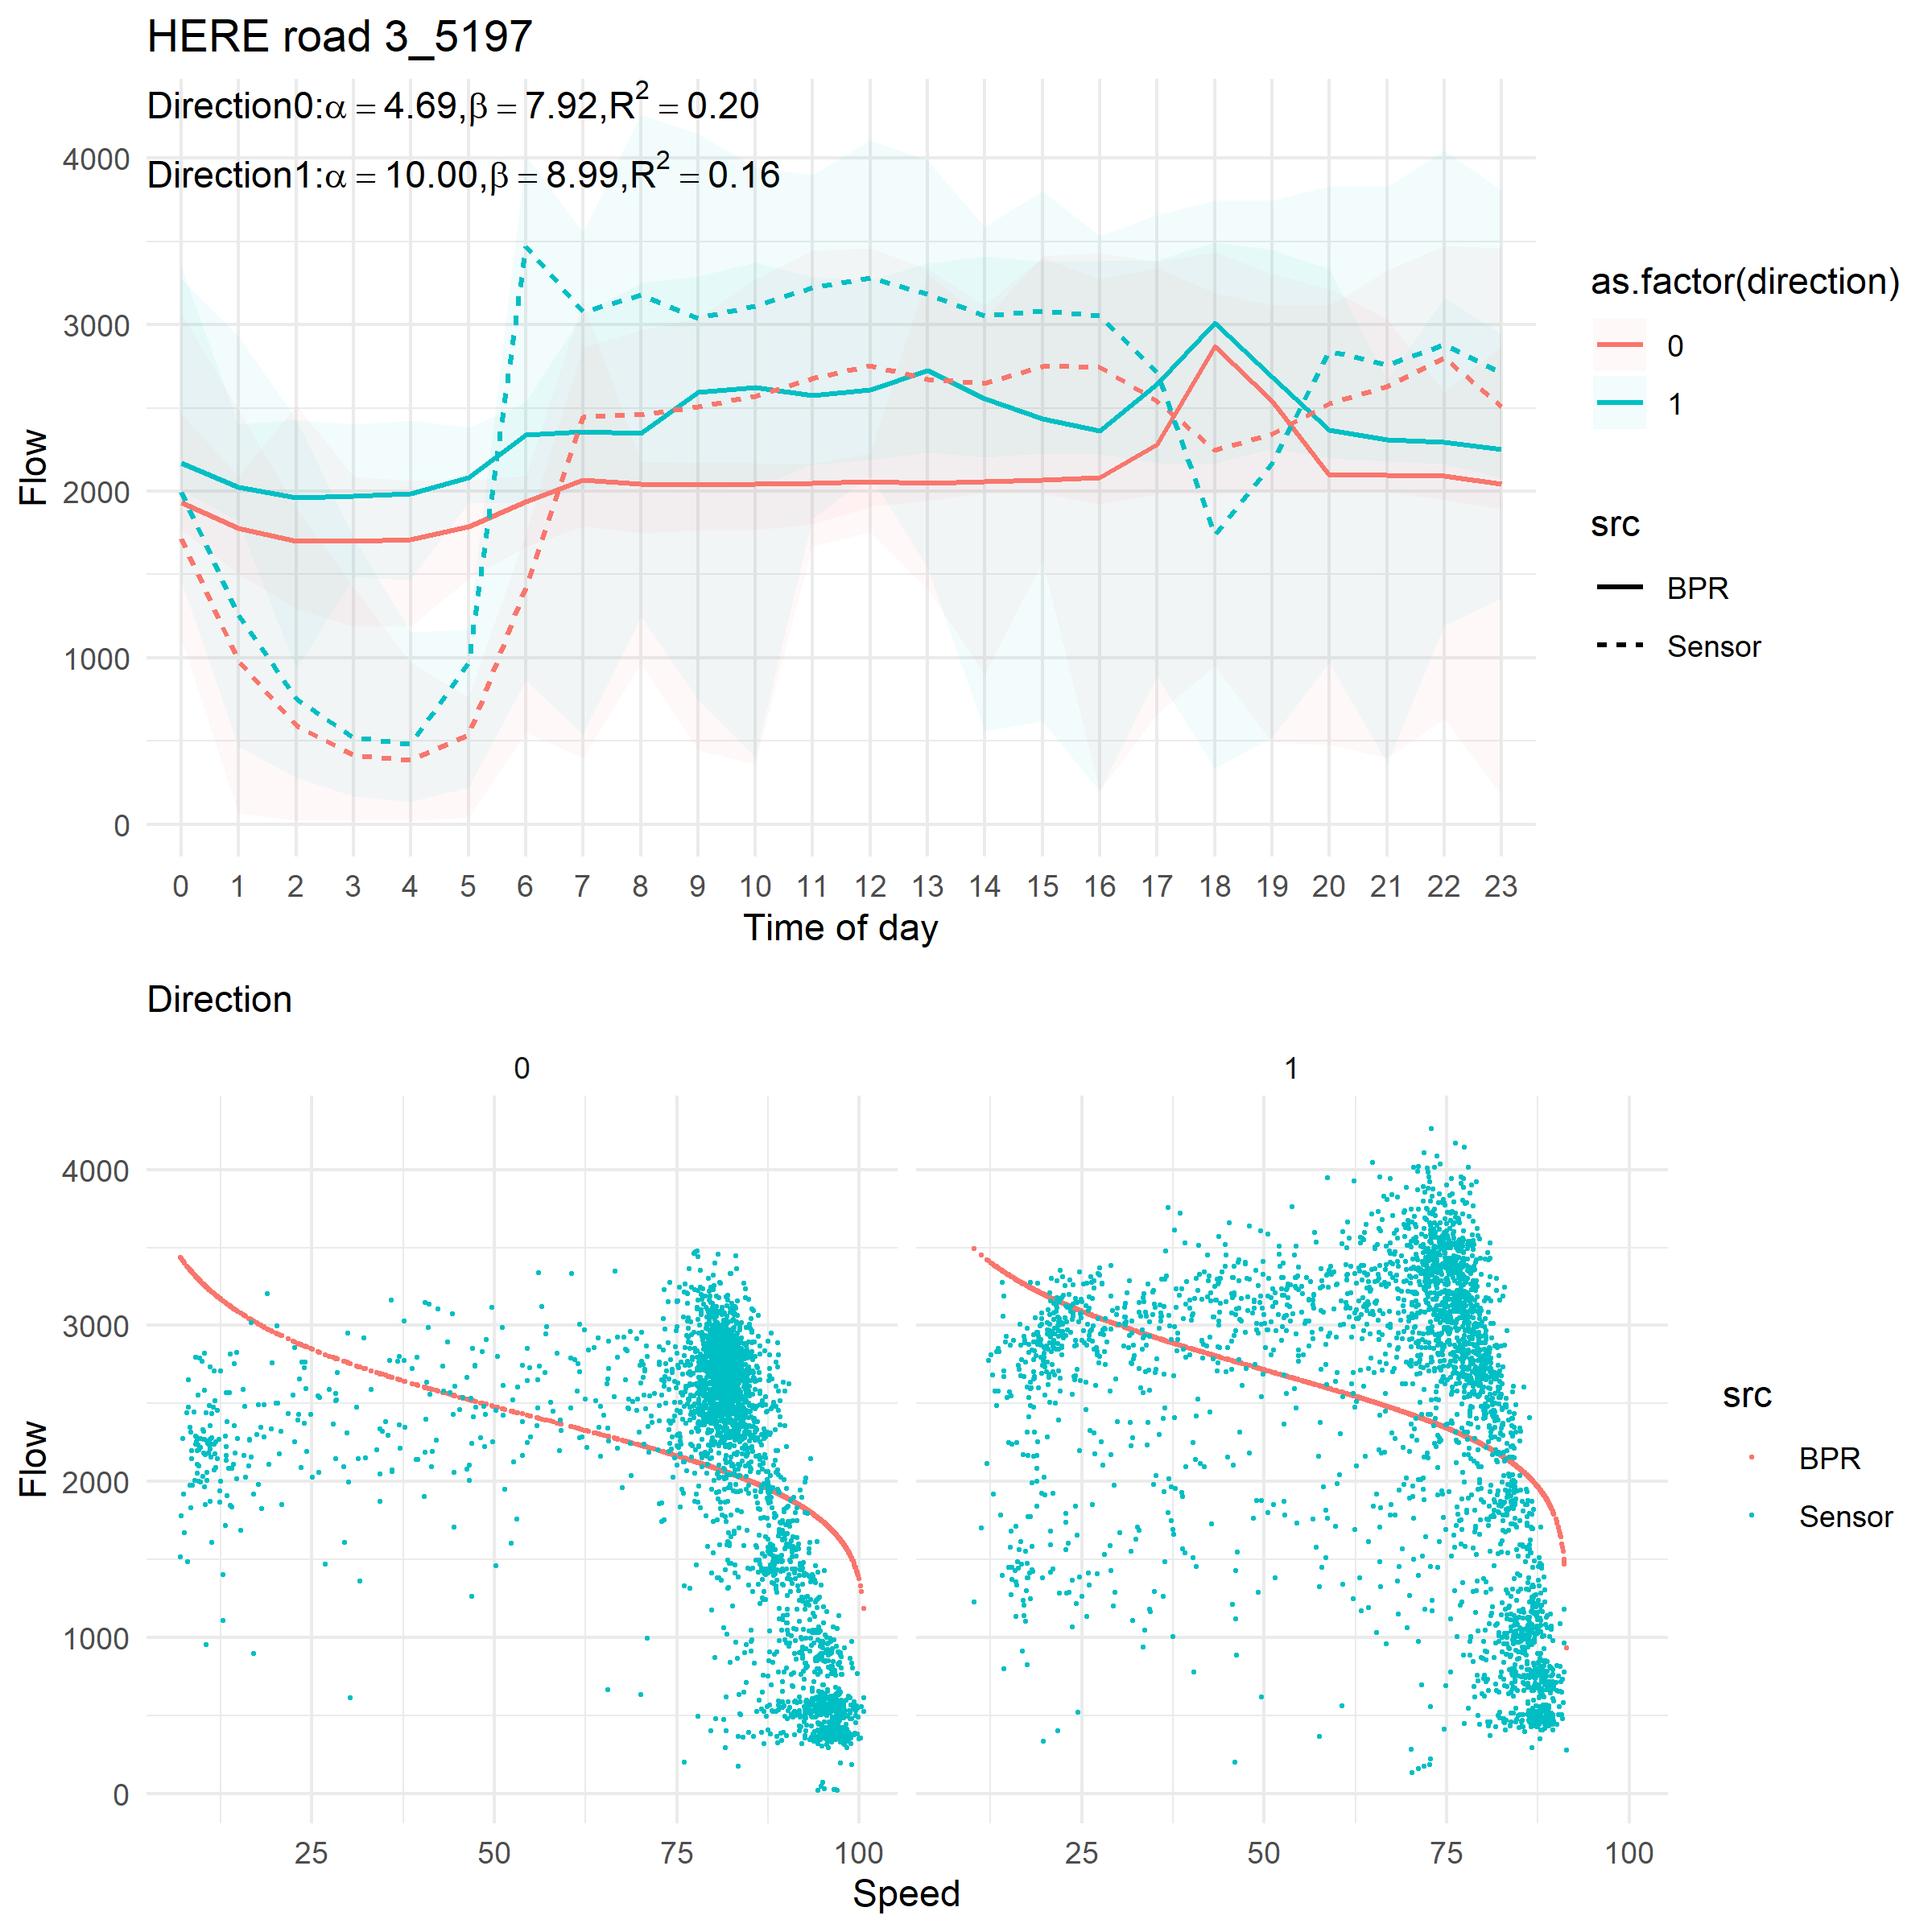 HERE road 3_5197
Direction0:α = 4.69,β = 7.92,R² = 0.20
Direction1:α = 10.00,β = 8.99,R² = 0.16
4000
3000
2000
1000
0
Flow
0 1 2 3 4 5 6 7 8 9 10 11 12 13 14 15 16 17 18 19 20 21 22 23
Time of day
as.factor(direction)
0
1
src
BPR
Sensor
Direction
0 1
4000
3000
2000
1000
0
Flow
25 50 75 100 25 50 75 100
Speed
src
BPR
Sensor